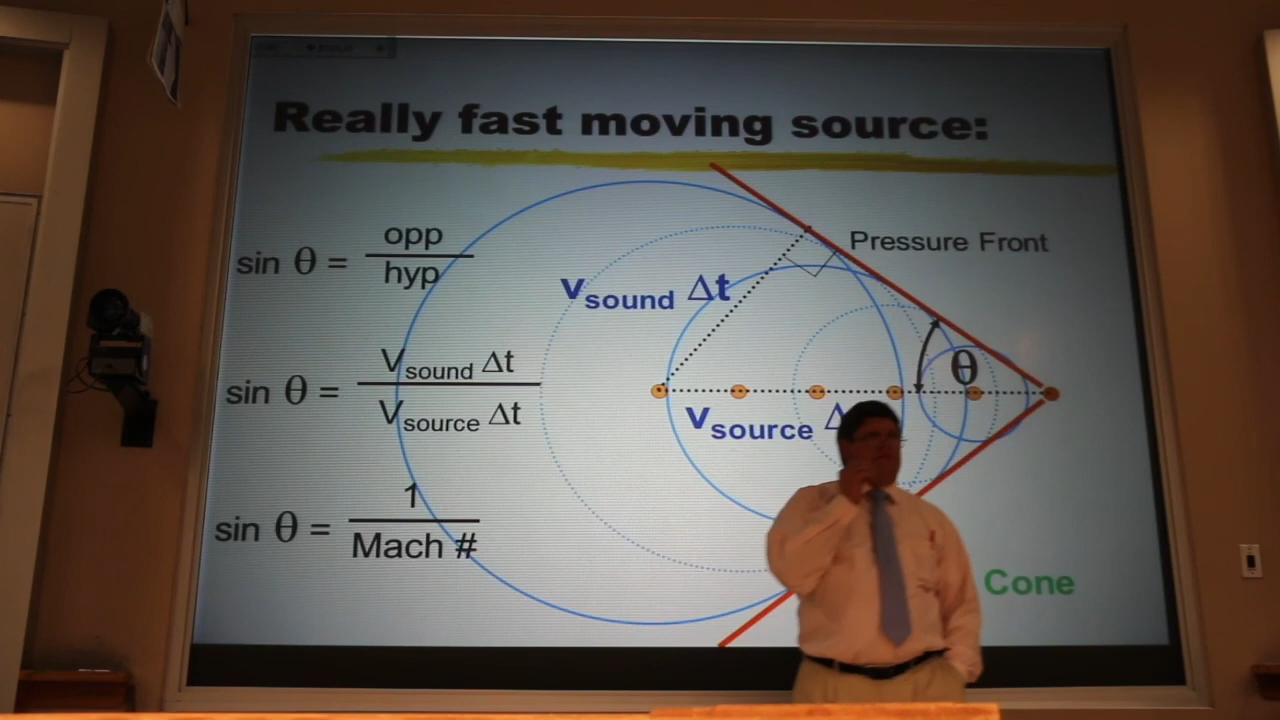 Really fast moving source:
sin θ = opp
hyp
Pressure Front
v sound Δt
θ
sin θ = V sound Δt
V source Δt
v source Δ
sin θ = 1
Mach #
Cone